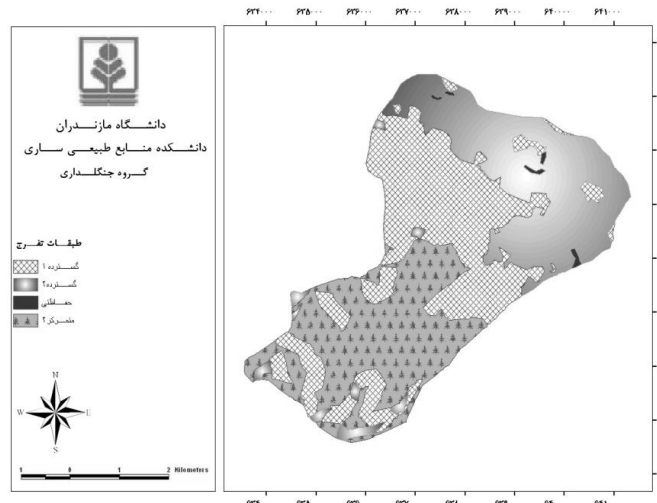 ۶۳۴۰۰۰ ۶۳۵۰۰۰ ۶۳۶۰۰۰ ۶۳۷۰۰۰ ۶۳۸۰۰۰ ۶۳۹۰۰۰ ۶۴۰۰۰۰ ۶۴۱۰۰۰
دانشگاه مازندران
دانشکده منابع طبیعی ساری
گروه جنگلداری
طبقات تفرج
گسترده ۱
گسترده ۲
حفاظتی
متمرکز ۲
N
W E
S
1 0 1 2 Kilometers